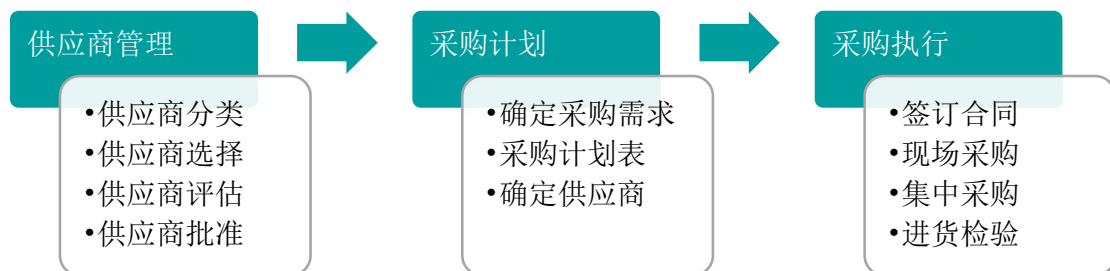 供应商管理
•供应商分类
•供应商选择
•供应商评估
•供应商批准
采购计划
•确定采购需求
•采购计划表
•确定供应商
采购执行
•签订合同
•现场采购
•集中采购
•进货检验